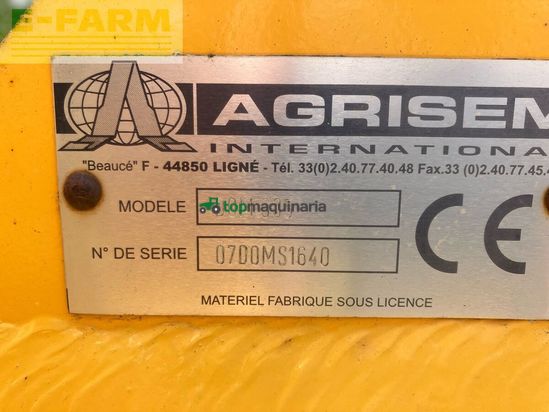 E-FARM
AGRISEM
INTERNATIONA
"Beaucé" F - 44850 LIGNÉ - Tél. 33(0)2.40.77.40.48 Fax.33 (0)2.40.77.45.4
MODELE topmaquinaria
CE
N° DE SERIE 07D0MS1640
MATERIEL FABRIQUE SOUS LICENCE